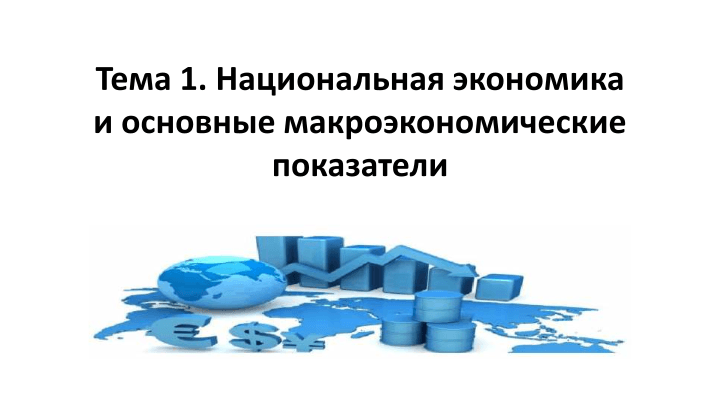 Тема 1. Национальная экономика
и основные макроэкономические
показатели
€ $ ¥